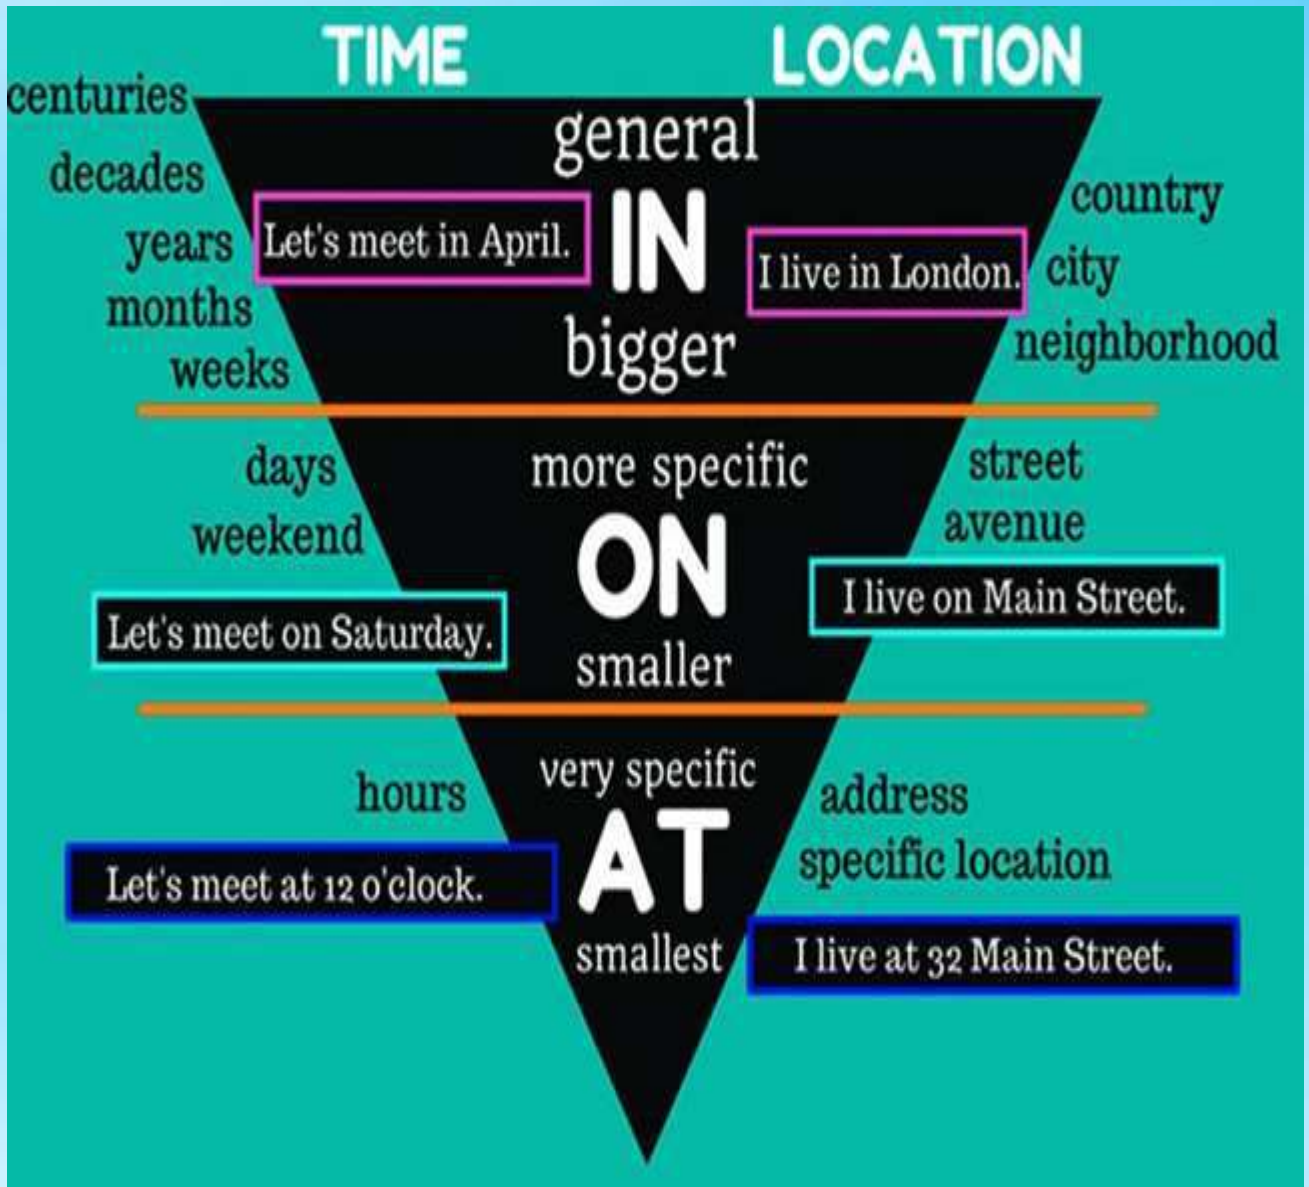 TIME
LOCATION
centuries
decades
years
months
weeks
Let's meet in April.
general
IN
bigger
I live in London.
country
city
neighborhood
days
weekend
Let's meet on Saturday.
more specific
ON
smaller
street
avenue
I live on Main Street.
hours
Let's meet at 12 o'clock.
very specific
AT
smallest
address
specific location
I live at 32 Main Street.